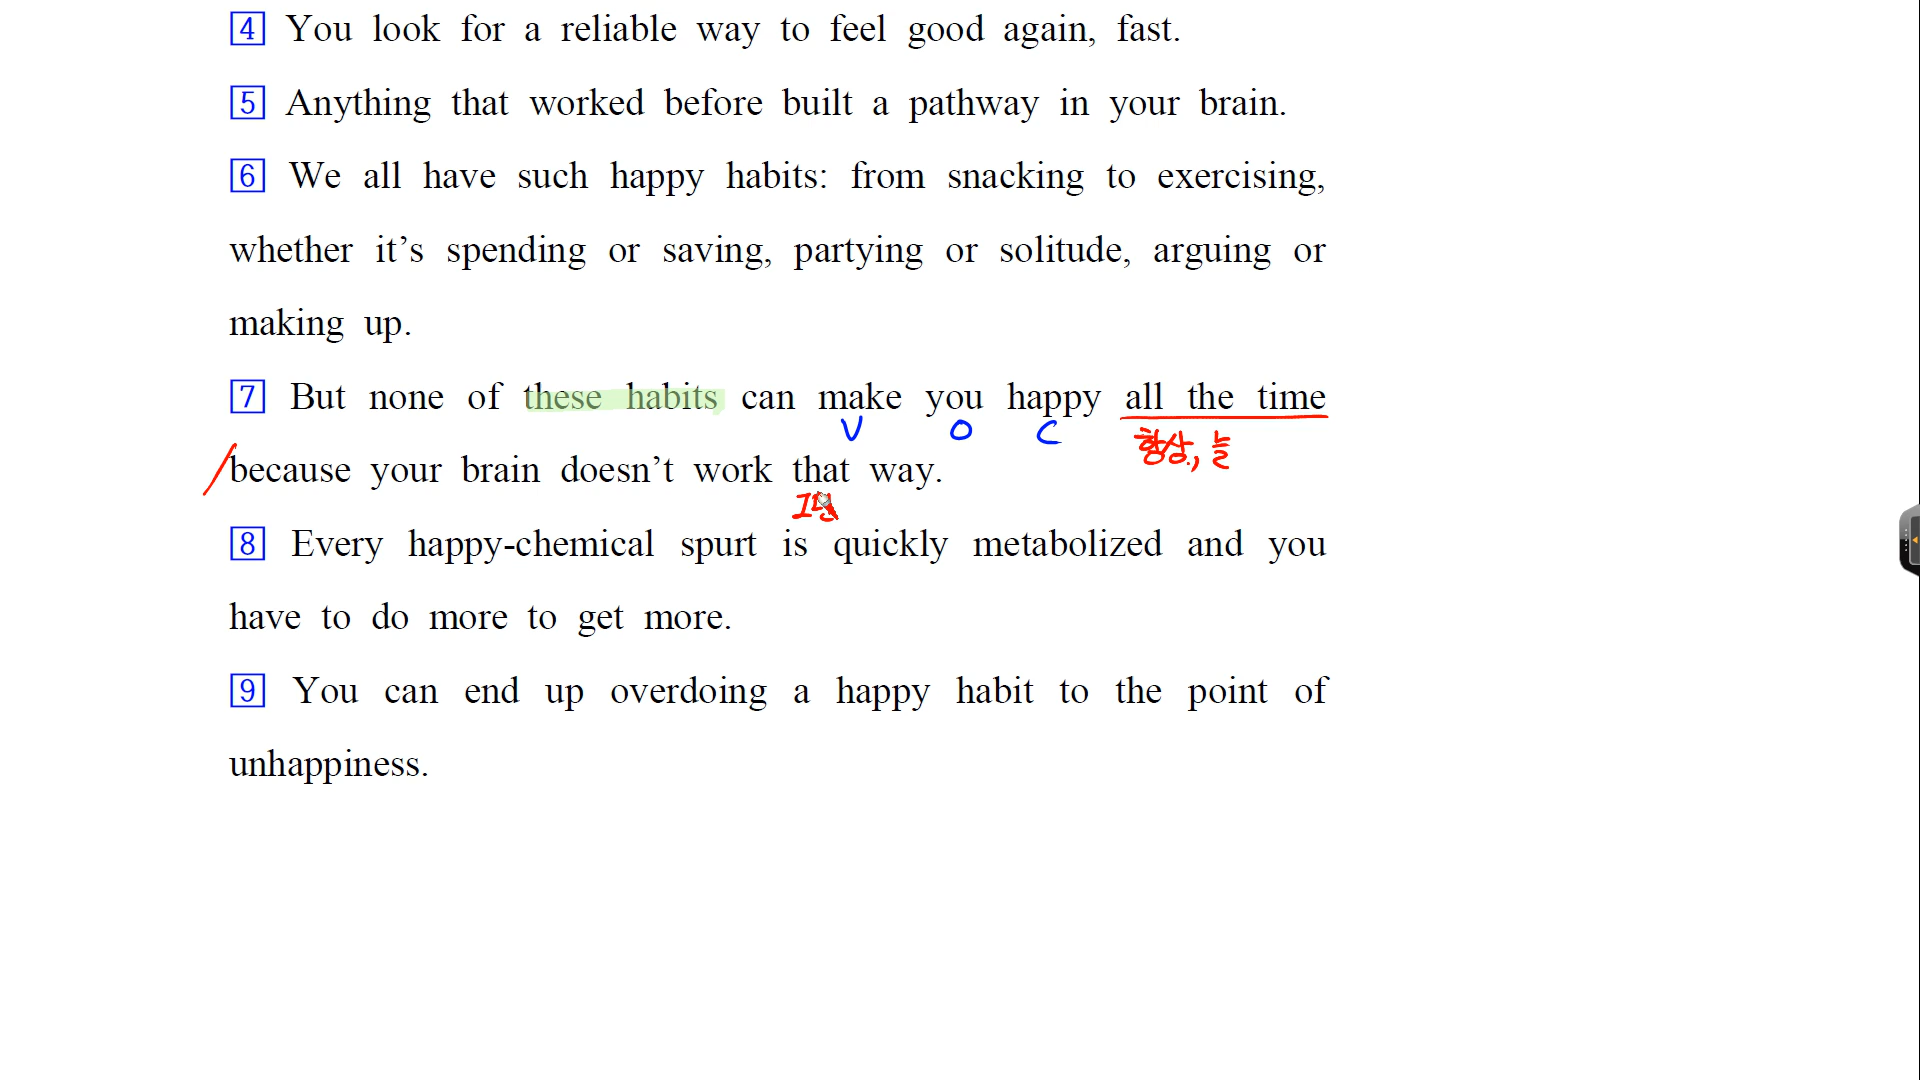 4 You look for a reliable way to feel good again, fast.
5 Anything that worked before built a pathway in your brain.
6 We all have such happy habits: from snacking to exercising,
whether it’s spending or saving, partying or solitude, arguing or
making up.
7 But none of these habits can make you happy all the time
V O C 항상, 늘
because your brain doesn’t work that way.
8 Every happy-chemical spurt is quickly metabolized and you
have to do more to get more.
9 You can end up overdoing a happy habit to the point of
unhappiness.